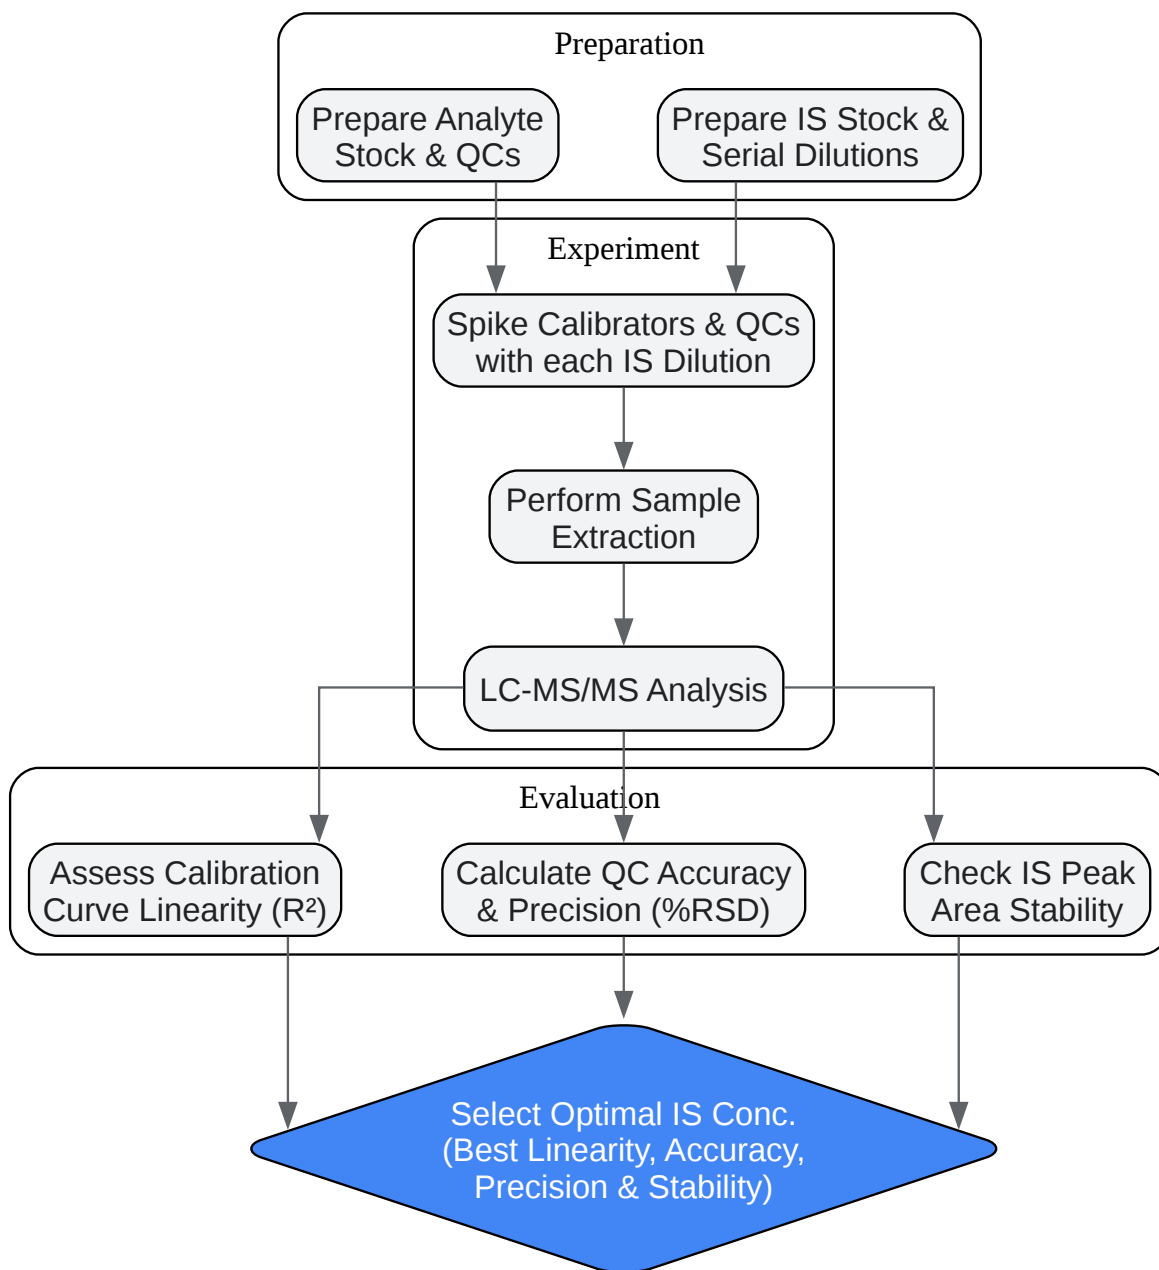 Preparation
Prepare Analyte
Stock & QCs
Prepare IS Stock &
Serial Dilutions
Experiment
Spike Calibrators & QCs
with each IS Dilution
Perform Sample
Extraction
LC-MS/MS Analysis
Evaluation
Assess Calibration
Curve Linearity (R²)
Calculate QC Accuracy
& Precision (%RSD)
Check IS Peak
Area Stability
Select Optimal IS Conc.
(Best Linearity, Accuracy,
Precision & Stability)